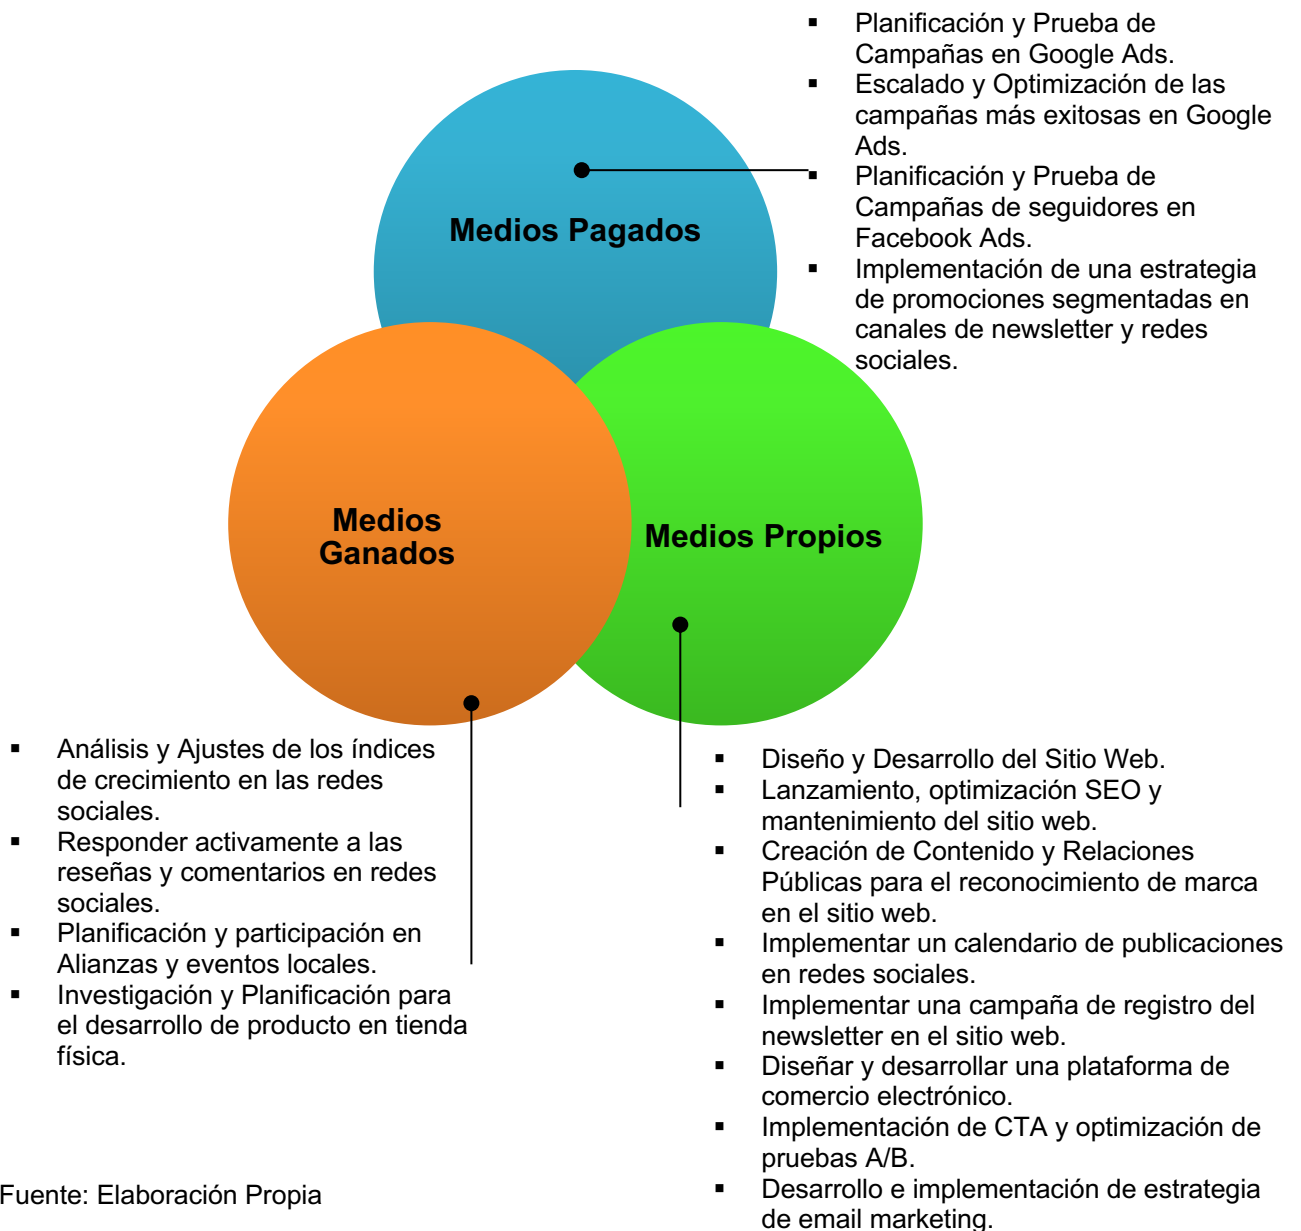 ▪ Planificación y Prueba de
Campañas en Google Ads.
▪ Escalado y Optimización de las
campañas más exitosas en Google
Ads.
▪ Planificación y Prueba de
Campañas de seguidores en
Facebook Ads.
▪ Implementación de una estrategia
de promociones segmentadas en
canales de newsletter y redes
sociales.
Medios Pagados
Medios
Ganados
Medios Propios
▪ Análisis y Ajustes de los índices
de crecimiento en las redes
sociales.
▪ Responder activamente a las
reseñas y comentarios en redes
sociales.
▪ Planificación y participación en
Alianzas y eventos locales.
▪ Investigación y Planificación para
el desarrollo de producto en tienda
física.
▪ Diseño y Desarrollo del Sitio Web.
▪ Lanzamiento, optimización SEO y
mantenimiento del sitio web.
▪ Creación de Contenido y Relaciones
Públicas para el reconocimiento de marca
en el sitio web.
▪ Implementar un calendario de publicaciones
en redes sociales.
▪ Implementar una campaña de registro del
newsletter en el sitio web.
▪ Diseñar y desarrollar una plataforma de
comercio electrónico.
▪ Implementación de CTA y optimización de
pruebas A/B.
▪ Desarrollo e implementación de estrategia
de email marketing.
Fuente: Elaboración Propia